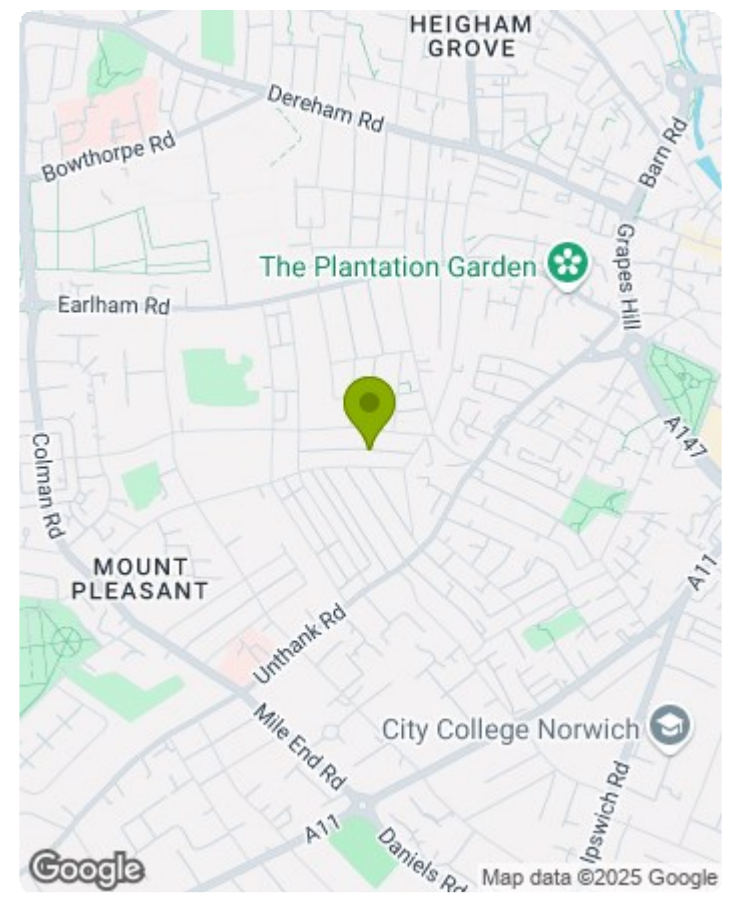 HEIGHAM
GROVE
Dereham Rd
Barn Rd
Bowthorpe Rd
Grapes Hill
The Plantation Garden
Earlham Rd
A147
Colman Rd
MOUNT
PLEASANT
A11
Unthank Rd
City College Norwich
Mile End Rd
Ipswich Rd
A11
Daniels Rd
Google
Map data ©2025 Google